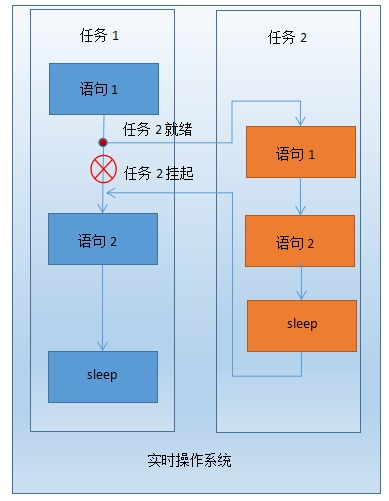 任务 1
任务 2
语句 1
任务 2 就绪
语句 1
任务 2 挂起
语句 2
语句 2
sleep
sleep
实时操作系统